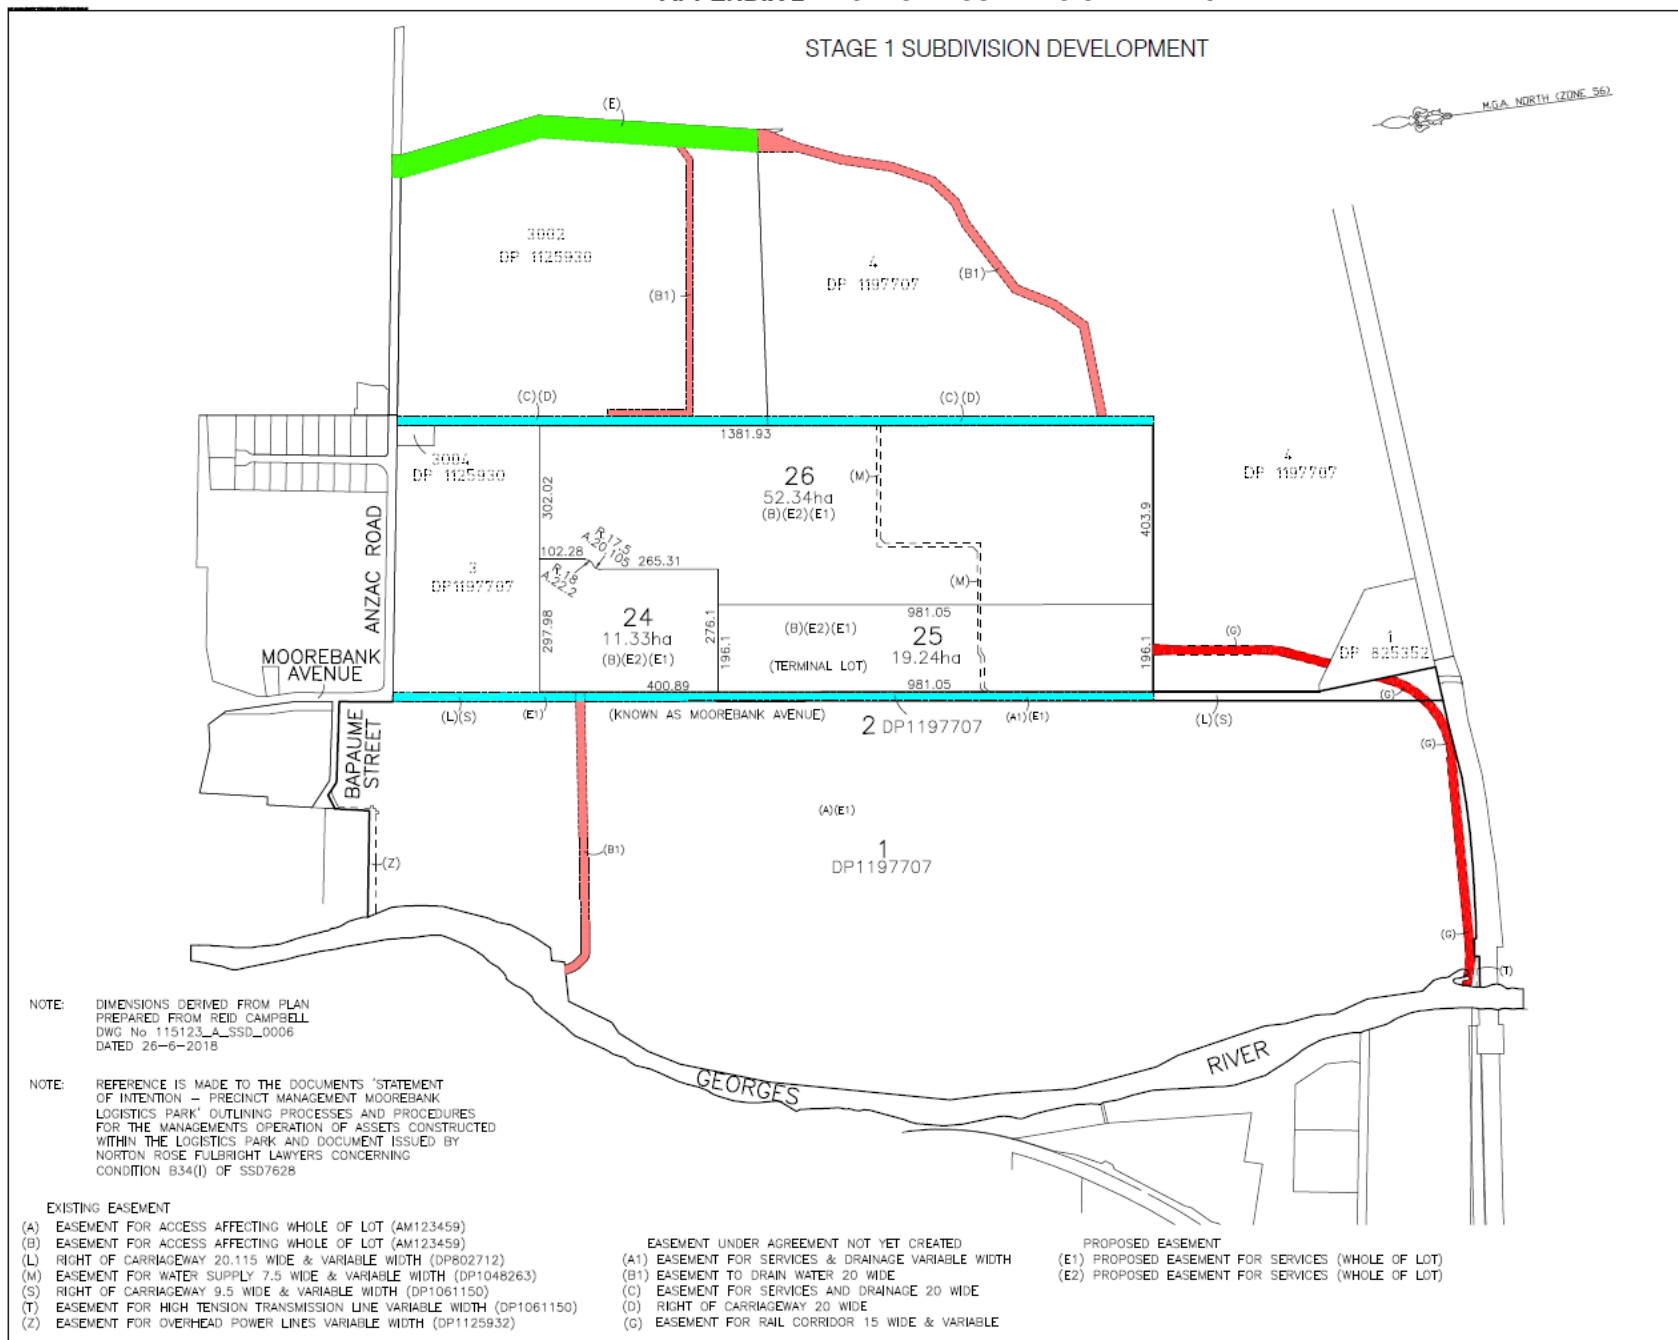 STAGE 1 SUBDIVISION DEVELOPMENT
M.G.A. NORTH (ZONE 56)
(E)
3002
DP 1125930
(B1)
4
DP 1197707
(B1)
(C)(D)
(C)(D)
1381.93
3004
DP 1125930
26
52.34ha
(B)(E2)(E1)
(M)
4
DP 1197707
302.02
403.9
ANZAC ROAD
102.28
R.17.5
A.20.105
265.31
R.18
A.22.2
3
DP1197707
(M)
24
11.33ha
(B)(E2)(E1)
297.98
276.1
196.1
981.05
(B)(E2)(E1)
25
19.24ha
(TERMINAL LOT)
196.1
(G)
1
DP 825352
MOOREBANK
AVENUE
400.89
981.05
(G)
(L)(S)
(E1)
(KNOWN AS MOOREBANK AVENUE)
(A1)(E1)
(L)(S)
2 DP1197707
BAPAUME
STREET
(G)
(A)(E1)
(B1)
1
DP1197707
(Z)
(G)
(T)
GEORGES
RIVER
NOTE: DIMENSIONS DERIVED FROM PLAN
PREPARED FROM REID CAMPBELL
DWG No 115123_A_SSD_0006
DATED 26-6-2018
NOTE: REFERENCE IS MADE TO THE DOCUMENTS 'STATEMENT
OF INTENTION – PRECINCT MANAGEMENT MOOREBANK
LOGISTICS PARK' OUTLINING PROCESSES AND PROCEDURES
FOR THE MANAGEMENTS OPERATION OF ASSETS CONSTRUCTED
WITHIN THE LOGISTICS PARK AND DOCUMENT ISSUED BY
NORTON ROSE FULBRIGHT LAWYERS CONCERNING
CONDITION B34(I) OF SSD7628
EXISTING EASEMENT
(A) EASEMENT FOR ACCESS AFFECTING WHOLE OF LOT (AM123459)
(B) EASEMENT FOR ACCESS AFFECTING WHOLE OF LOT (AM123459)
(L) RIGHT OF CARRIAGEWAY 20.115 WIDE & VARIABLE WIDTH (DP802712)
(M) EASEMENT FOR WATER SUPPLY 7.5 WIDE & VARIABLE WIDTH (DP1048263)
(S) RIGHT OF CARRIAGEWAY 9.5 WIDE & VARIABLE WIDTH (DP1061150)
(T) EASEMENT FOR HIGH TENSION TRANSMISSION LINE VARIABLE WIDTH (DP1061150)
(Z) EASEMENT FOR OVERHEAD POWER LINES VARIABLE WIDTH (DP1125932)
EASEMENT UNDER AGREEMENT NOT YET CREATED
(A1) EASEMENT FOR SERVICES & DRAINAGE VARIABLE WIDTH
(B1) EASEMENT TO DRAIN WATER 20 WIDE
(C) EASEMENT FOR SERVICES AND DRAINAGE 20 WIDE
(D) RIGHT OF CARRIAGEWAY 20 WIDE
(G) EASEMENT FOR RAIL CORRIDOR 15 WIDE & VARIABLE
PROPOSED EASEMENT
(E1) PROPOSED EASEMENT FOR SERVICES (WHOLE OF LOT)
(E2) PROPOSED EASEMENT FOR SERVICES (WHOLE OF LOT)